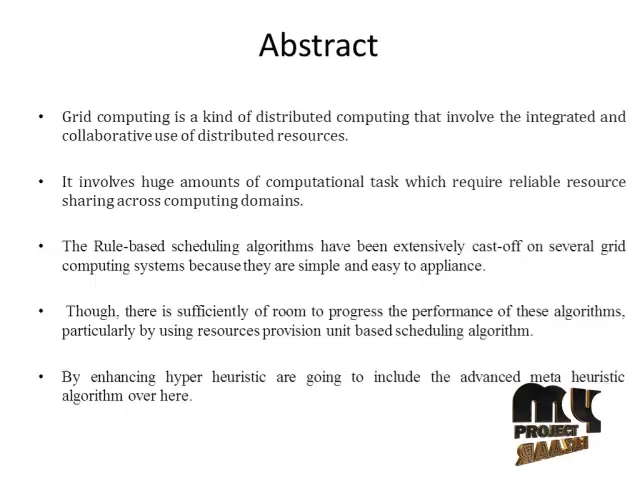 Abstract
• Grid computing is a kind of distributed computing that involve the integrated and
collaborative use of distributed resources.
• It involves huge amounts of computational task which require reliable resource
sharing across computing domains.
• The Rule-based scheduling algorithms have been extensively cast-off on several grid
computing systems because they are simple and easy to appliance.
• Though, there is sufficiently of room to progress the performance of these algorithms,
particularly by using resources provision unit based scheduling algorithm.
• By enhancing hyper heuristic are going to include the advanced meta heuristic
algorithm over here.
my
PROJECT
BAZAAR